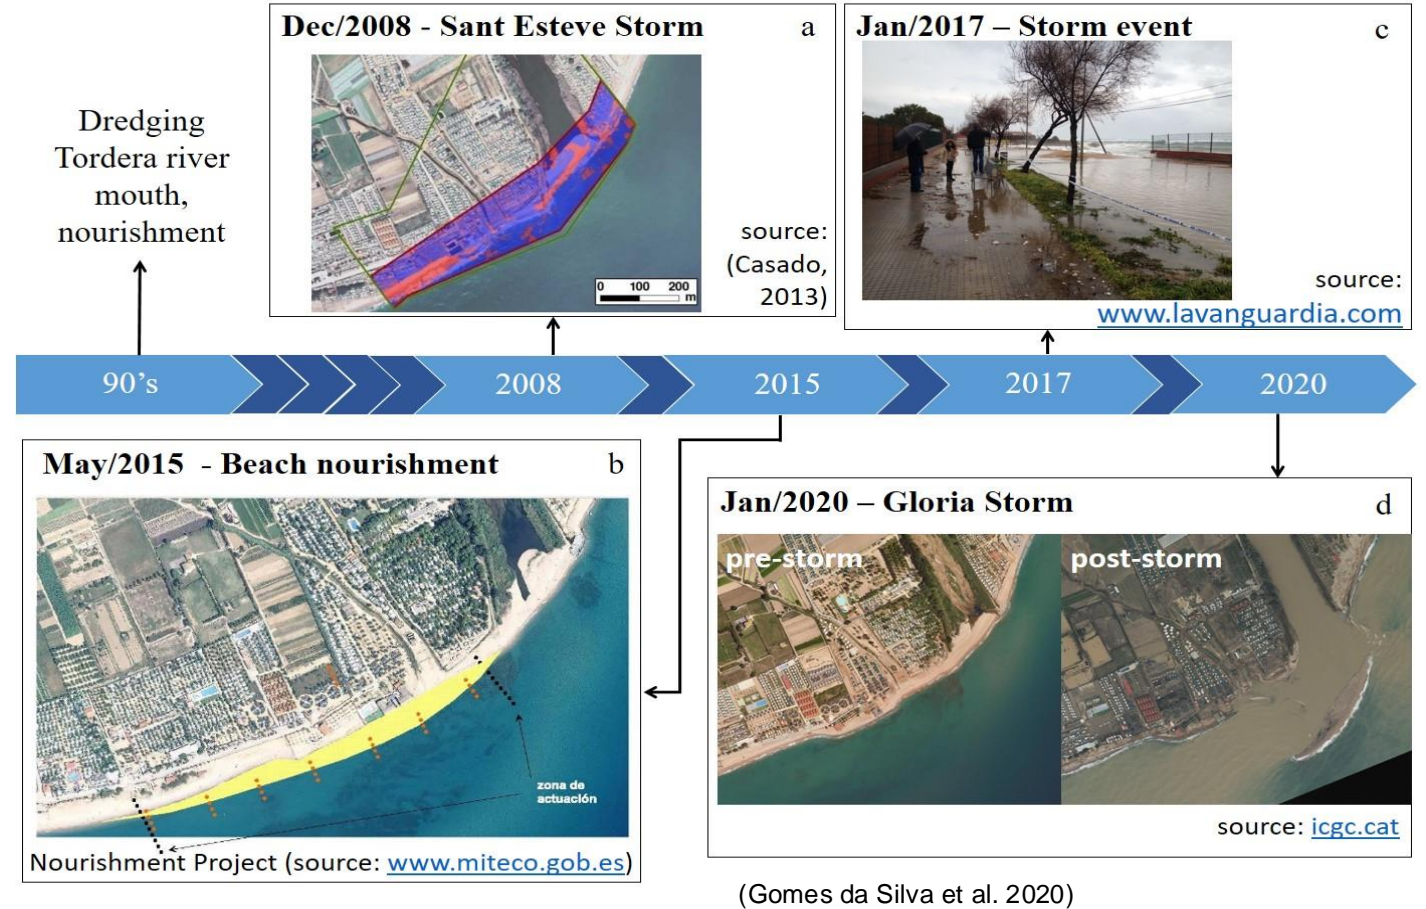 Dec/2008 - Sant Esteve Storm
a
0 100 200
m
source:
(Casado,
2013)
Jan/2017 – Storm event
c
source:
www.lavanguardia.com
Dredging
Tordera river
mouth,
nourishment
90’s
2008
2015
2017
2020
May/2015 - Beach nourishment
b
zona de
actuación
Nourishment Project (source: www.miteco.gob.es)
Jan/2020 – Gloria Storm
d
pre-storm
post-storm
source: icgc.cat
(Gomes da Silva et al. 2020)